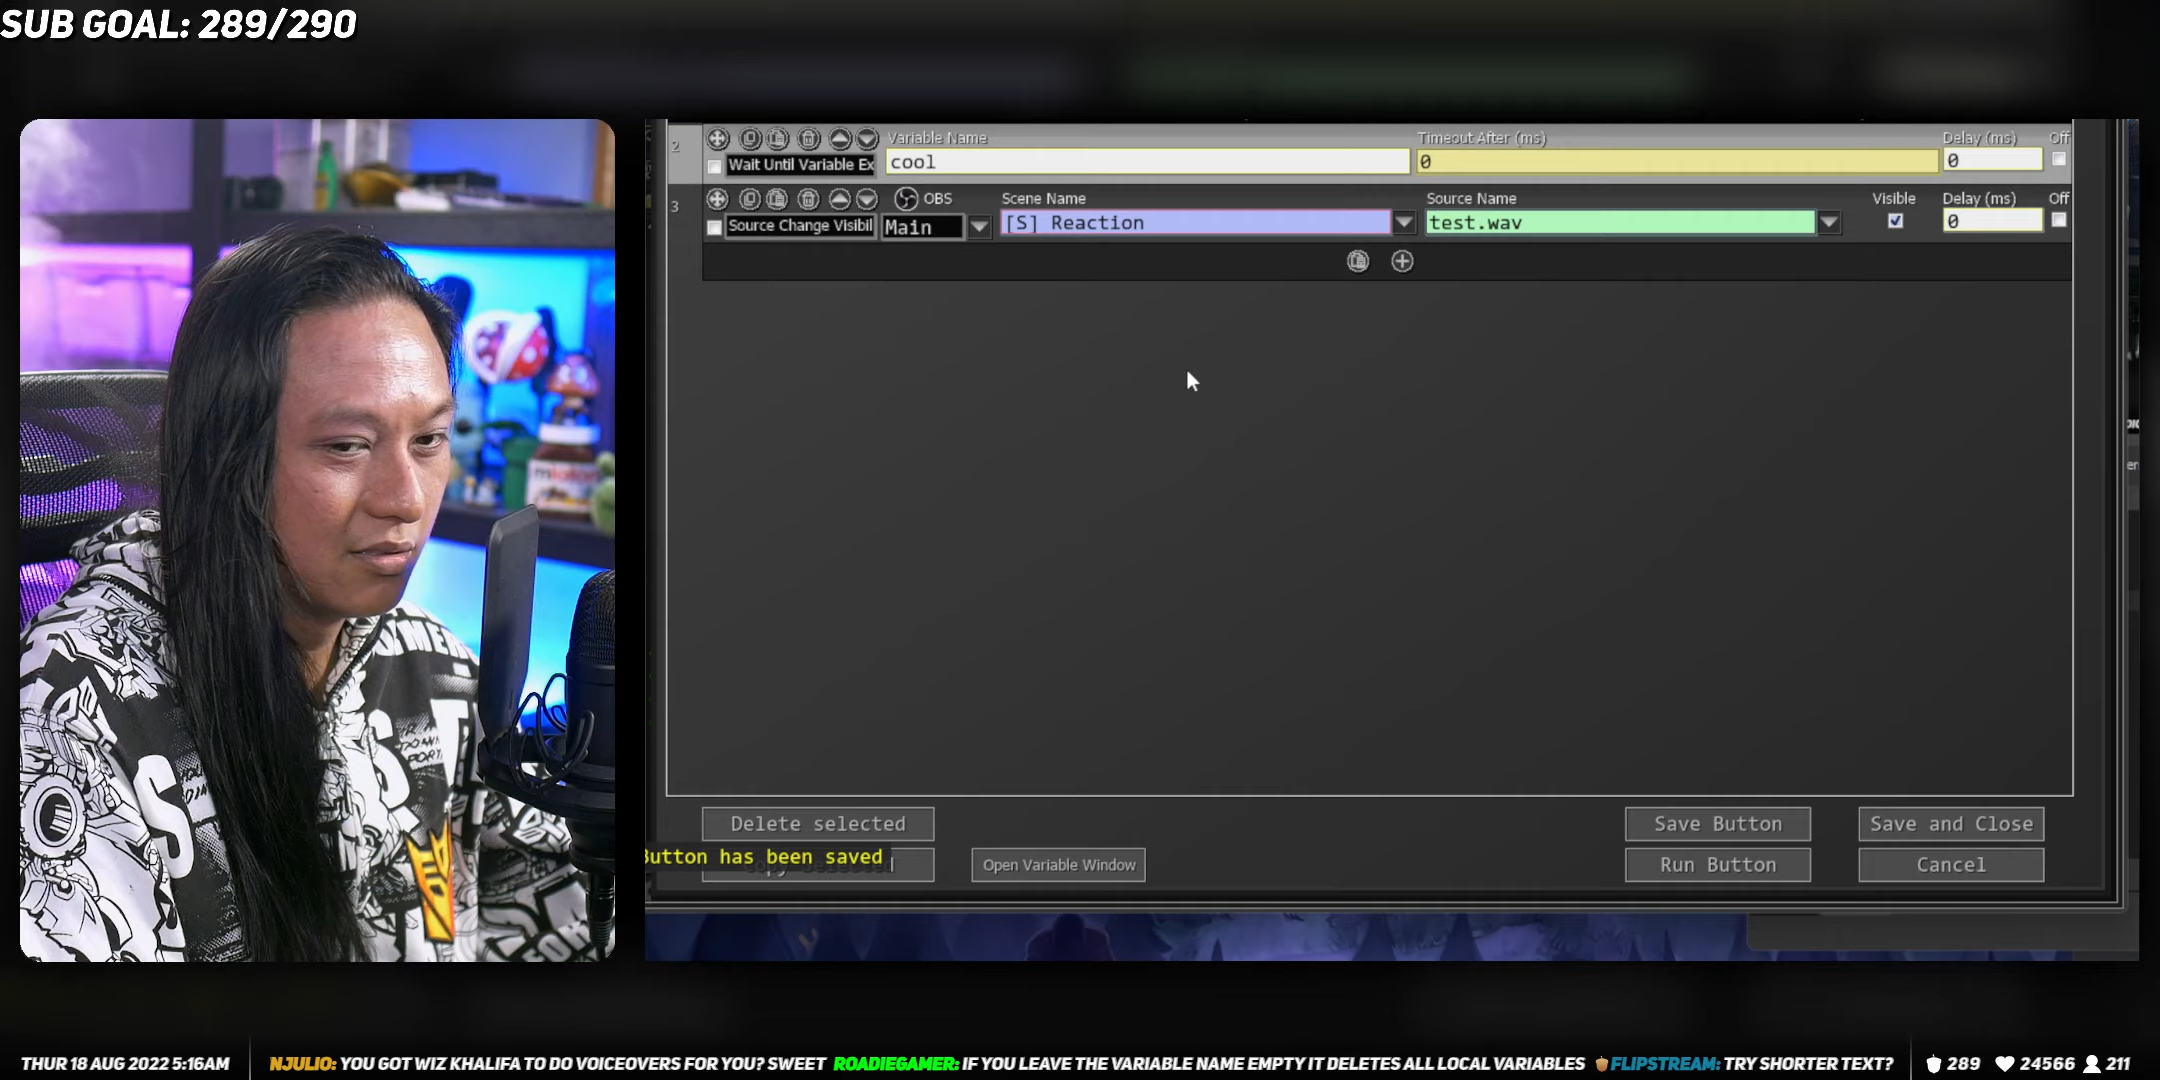 SUB GOAL: 289/290
2 Variable Name Timeout After (ms) Delay (ms) Off
Wait Until Variable Ex cool 0 0
3 OBS Scene Name Source Name Visible Delay (ms) Off
Source Change Visibil Main [S] Reaction test.wav 0
Delete selected Save Button Save and Close
Button has been saved
Open Variable Window Run Button Cancel
THUR 18 AUG 2022 5:16AM NJULIO: YOU GOT WIZ KHALIFA TO DO VOICEOVERS FOR YOU? SWEET ROADIEGAMER: IF YOU LEAVE THE VARIABLE NAME EMPTY IT DELETES ALL LOCAL VARIABLES FLIPSTREAM: TRY SHORTER TEXT? 289 24566 211